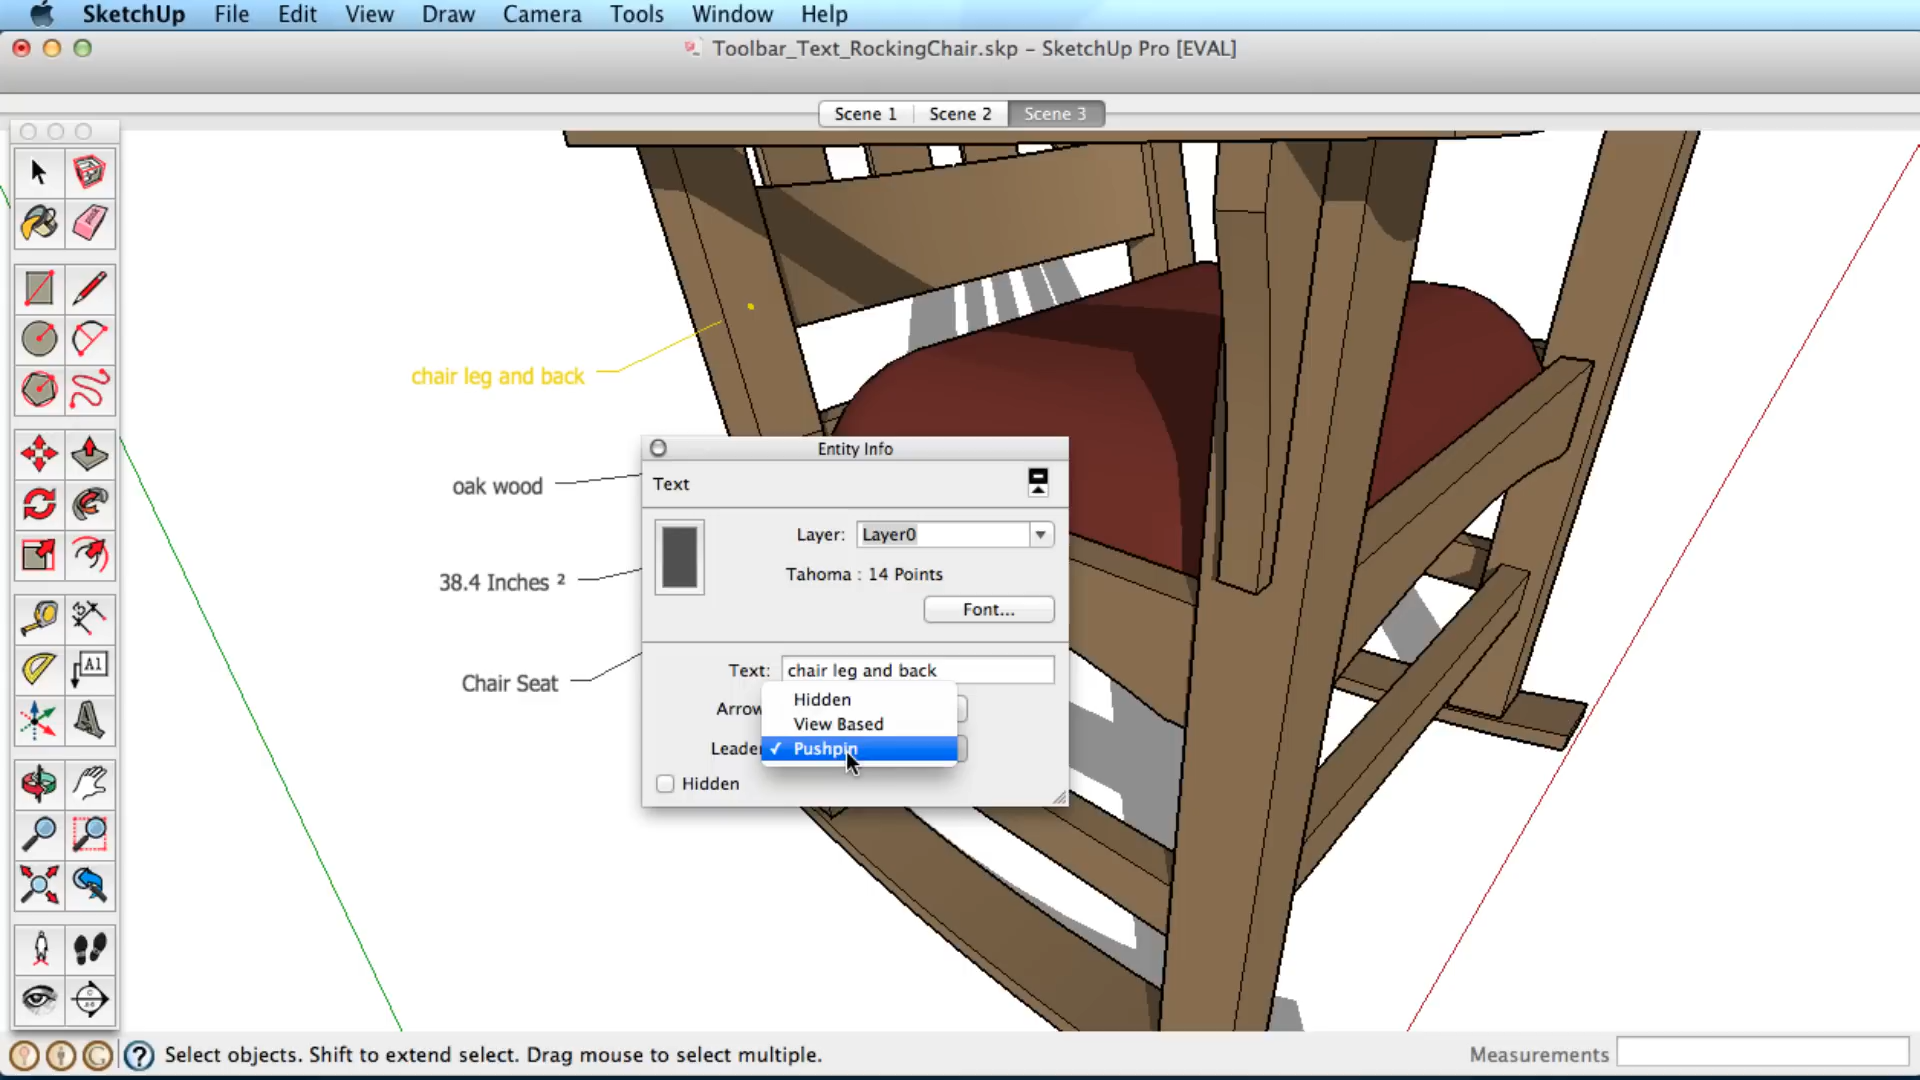 SketchUp File Edit View Draw Camera Tools Window Help
Toolbar_Text_RockingChair.skp – SketchUp Pro [EVAL]
Scene 1 Scene 2 Scene 3
chair leg and back
oak wood
38.4 Inches ²
Chair Seat
Entity Info
Text
Layer: Layer0
Tahoma : 14 Points
Font...
Text: chair leg and back
Arrow
Leader
Hidden
View Based
✓ Pushpin
Hidden
A1
Select objects. Shift to extend select. Drag mouse to select multiple.
Measurements